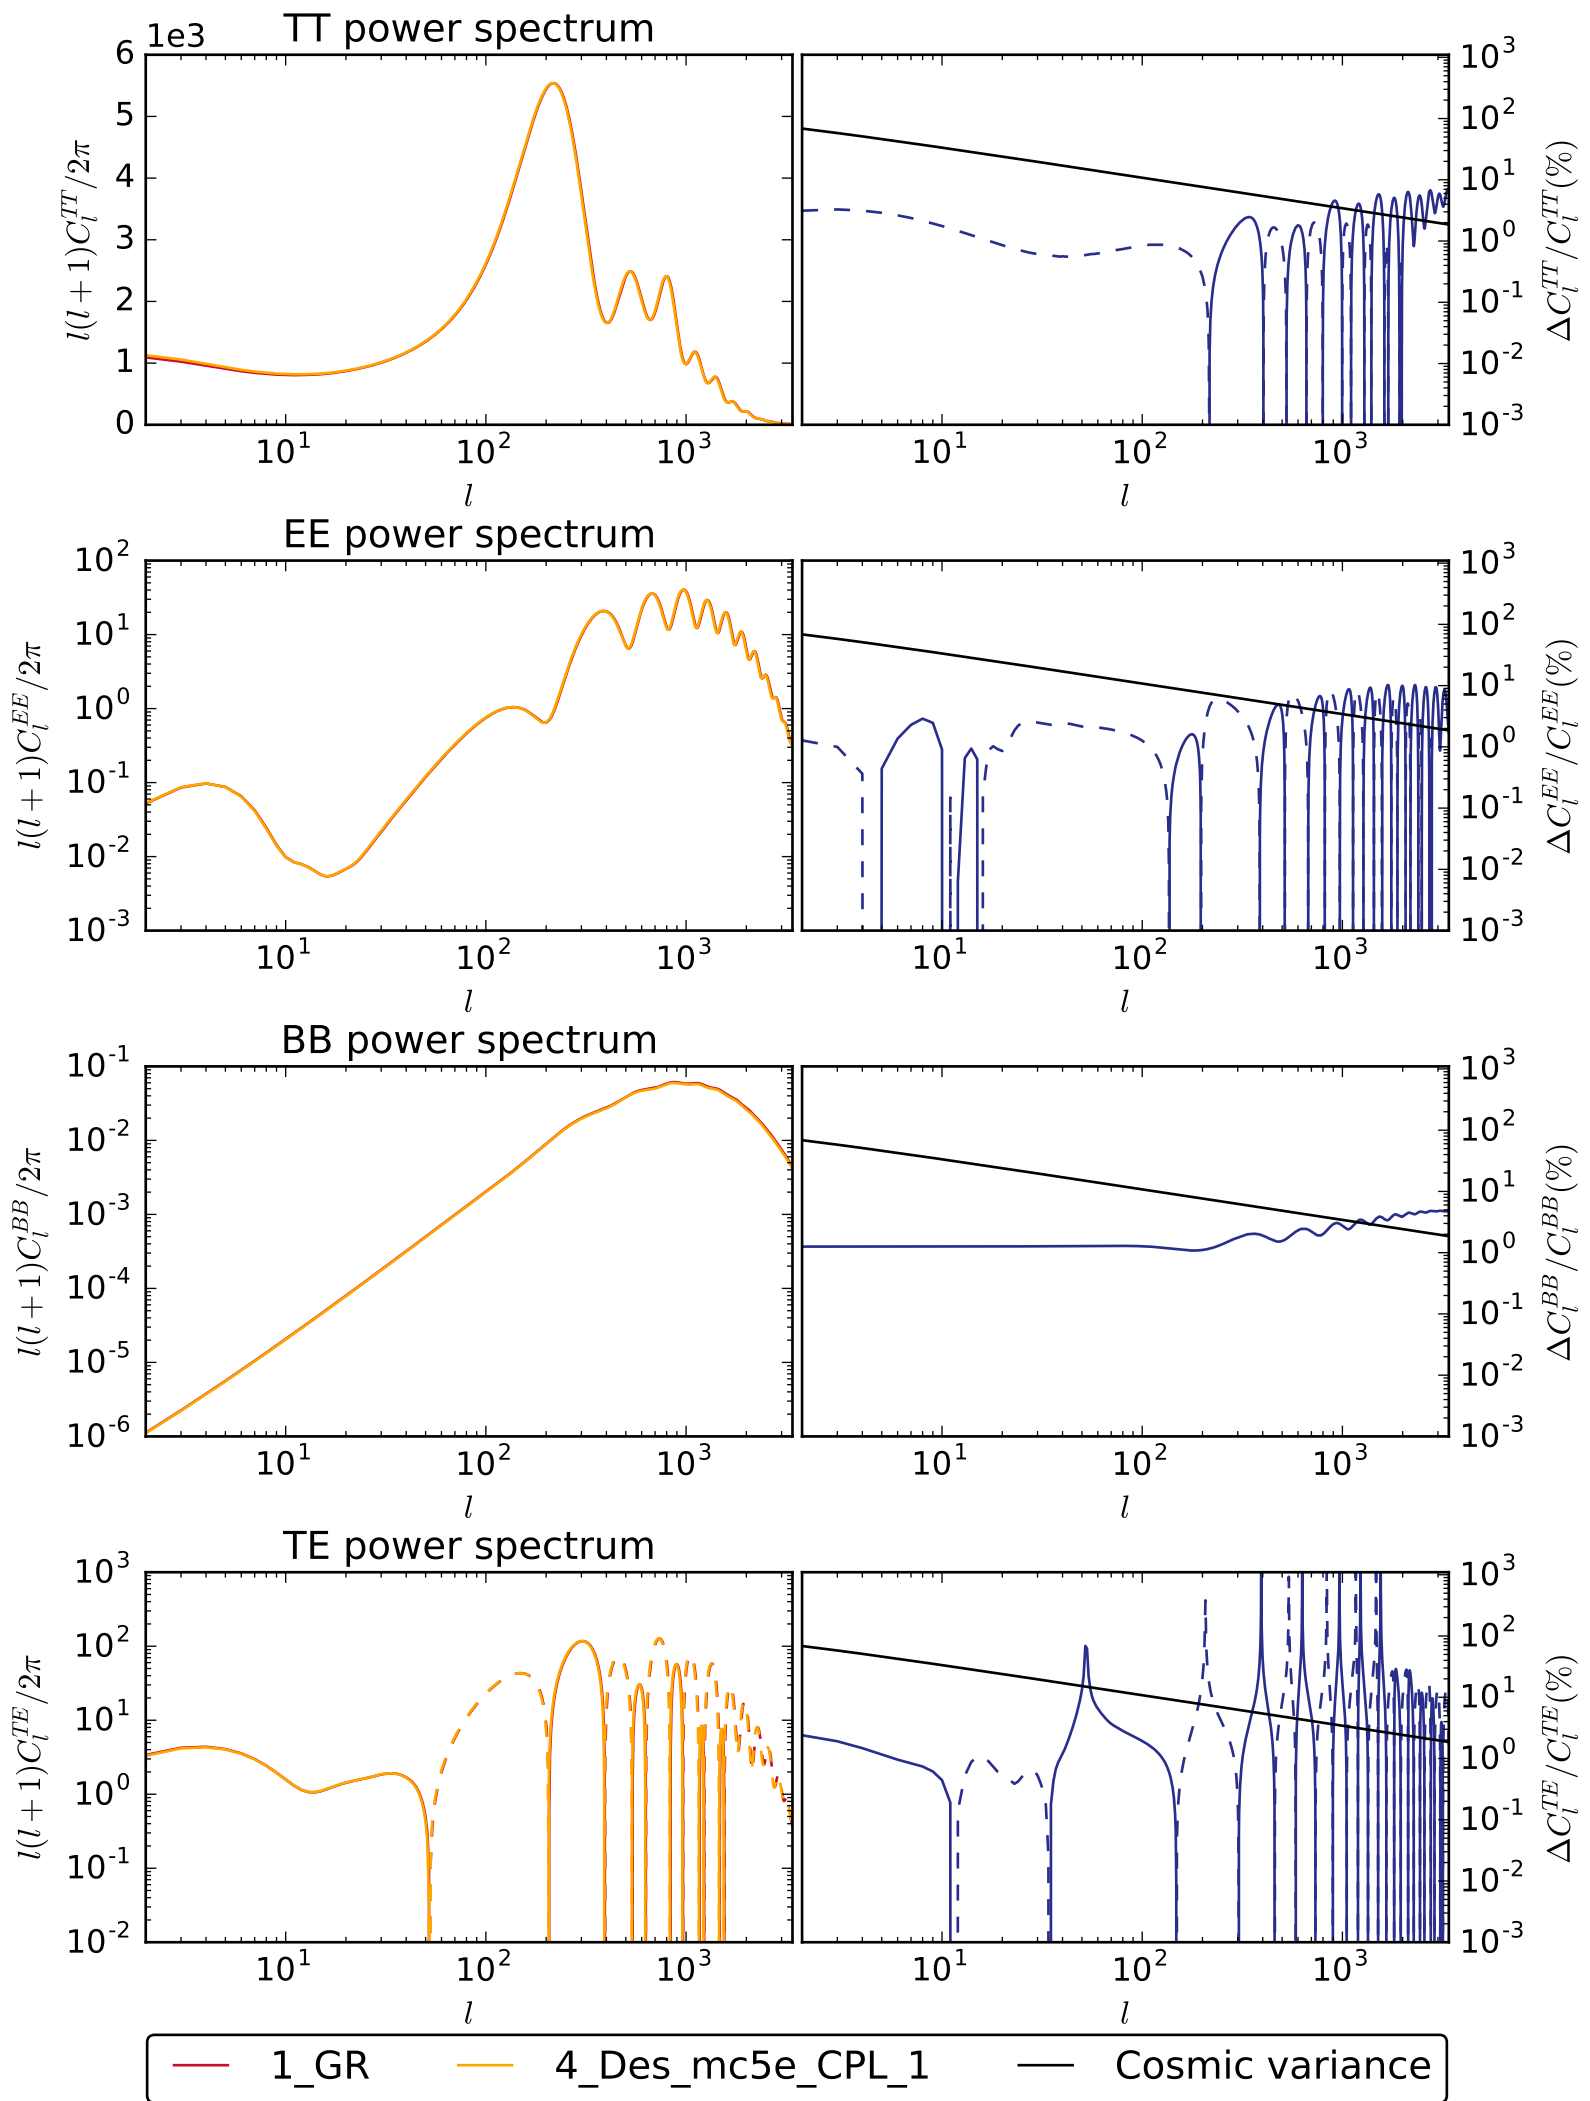 TT power spectrum
1e3
6
5
4
3
2
1
0
l(l + 1)C_l^{TT}/2π
10^1 10^2 10^3
l
10^3
10^2
10^1
10^0
10^-1
10^-2
10^-3
ΔC_l^{TT}/C_l^{TT}(%)
10^1 10^2 10^3
l
EE power spectrum
10^2
10^1
10^0
10^-1
10^-2
10^-3
l(l + 1)C_l^{EE}/2π
10^1 10^2 10^3
l
10^3
10^2
10^1
10^0
10^-1
10^-2
10^-3
ΔC_l^{EE}/C_l^{EE}(%)
10^1 10^2 10^3
l
BB power spectrum
10^-1
10^-2
10^-3
10^-4
10^-5
10^-6
l(l + 1)C_l^{BB}/2π
10^1 10^2 10^3
l
10^3
10^2
10^1
10^0
10^-1
10^-2
10^-3
ΔC_l^{BB}/C_l^{BB}(%)
10^1 10^2 10^3
l
TE power spectrum
10^3
10^2
10^1
10^0
10^-1
10^-2
l(l + 1)C_l^{TE}/2π
10^1 10^2 10^3
l
10^3
10^2
10^1
10^0
10^-1
10^-2
10^-3
ΔC_l^{TE}/C_l^{TE}(%)
10^1 10^2 10^3
l
1_GR 4_Des_mc5e_CPL_1 Cosmic variance